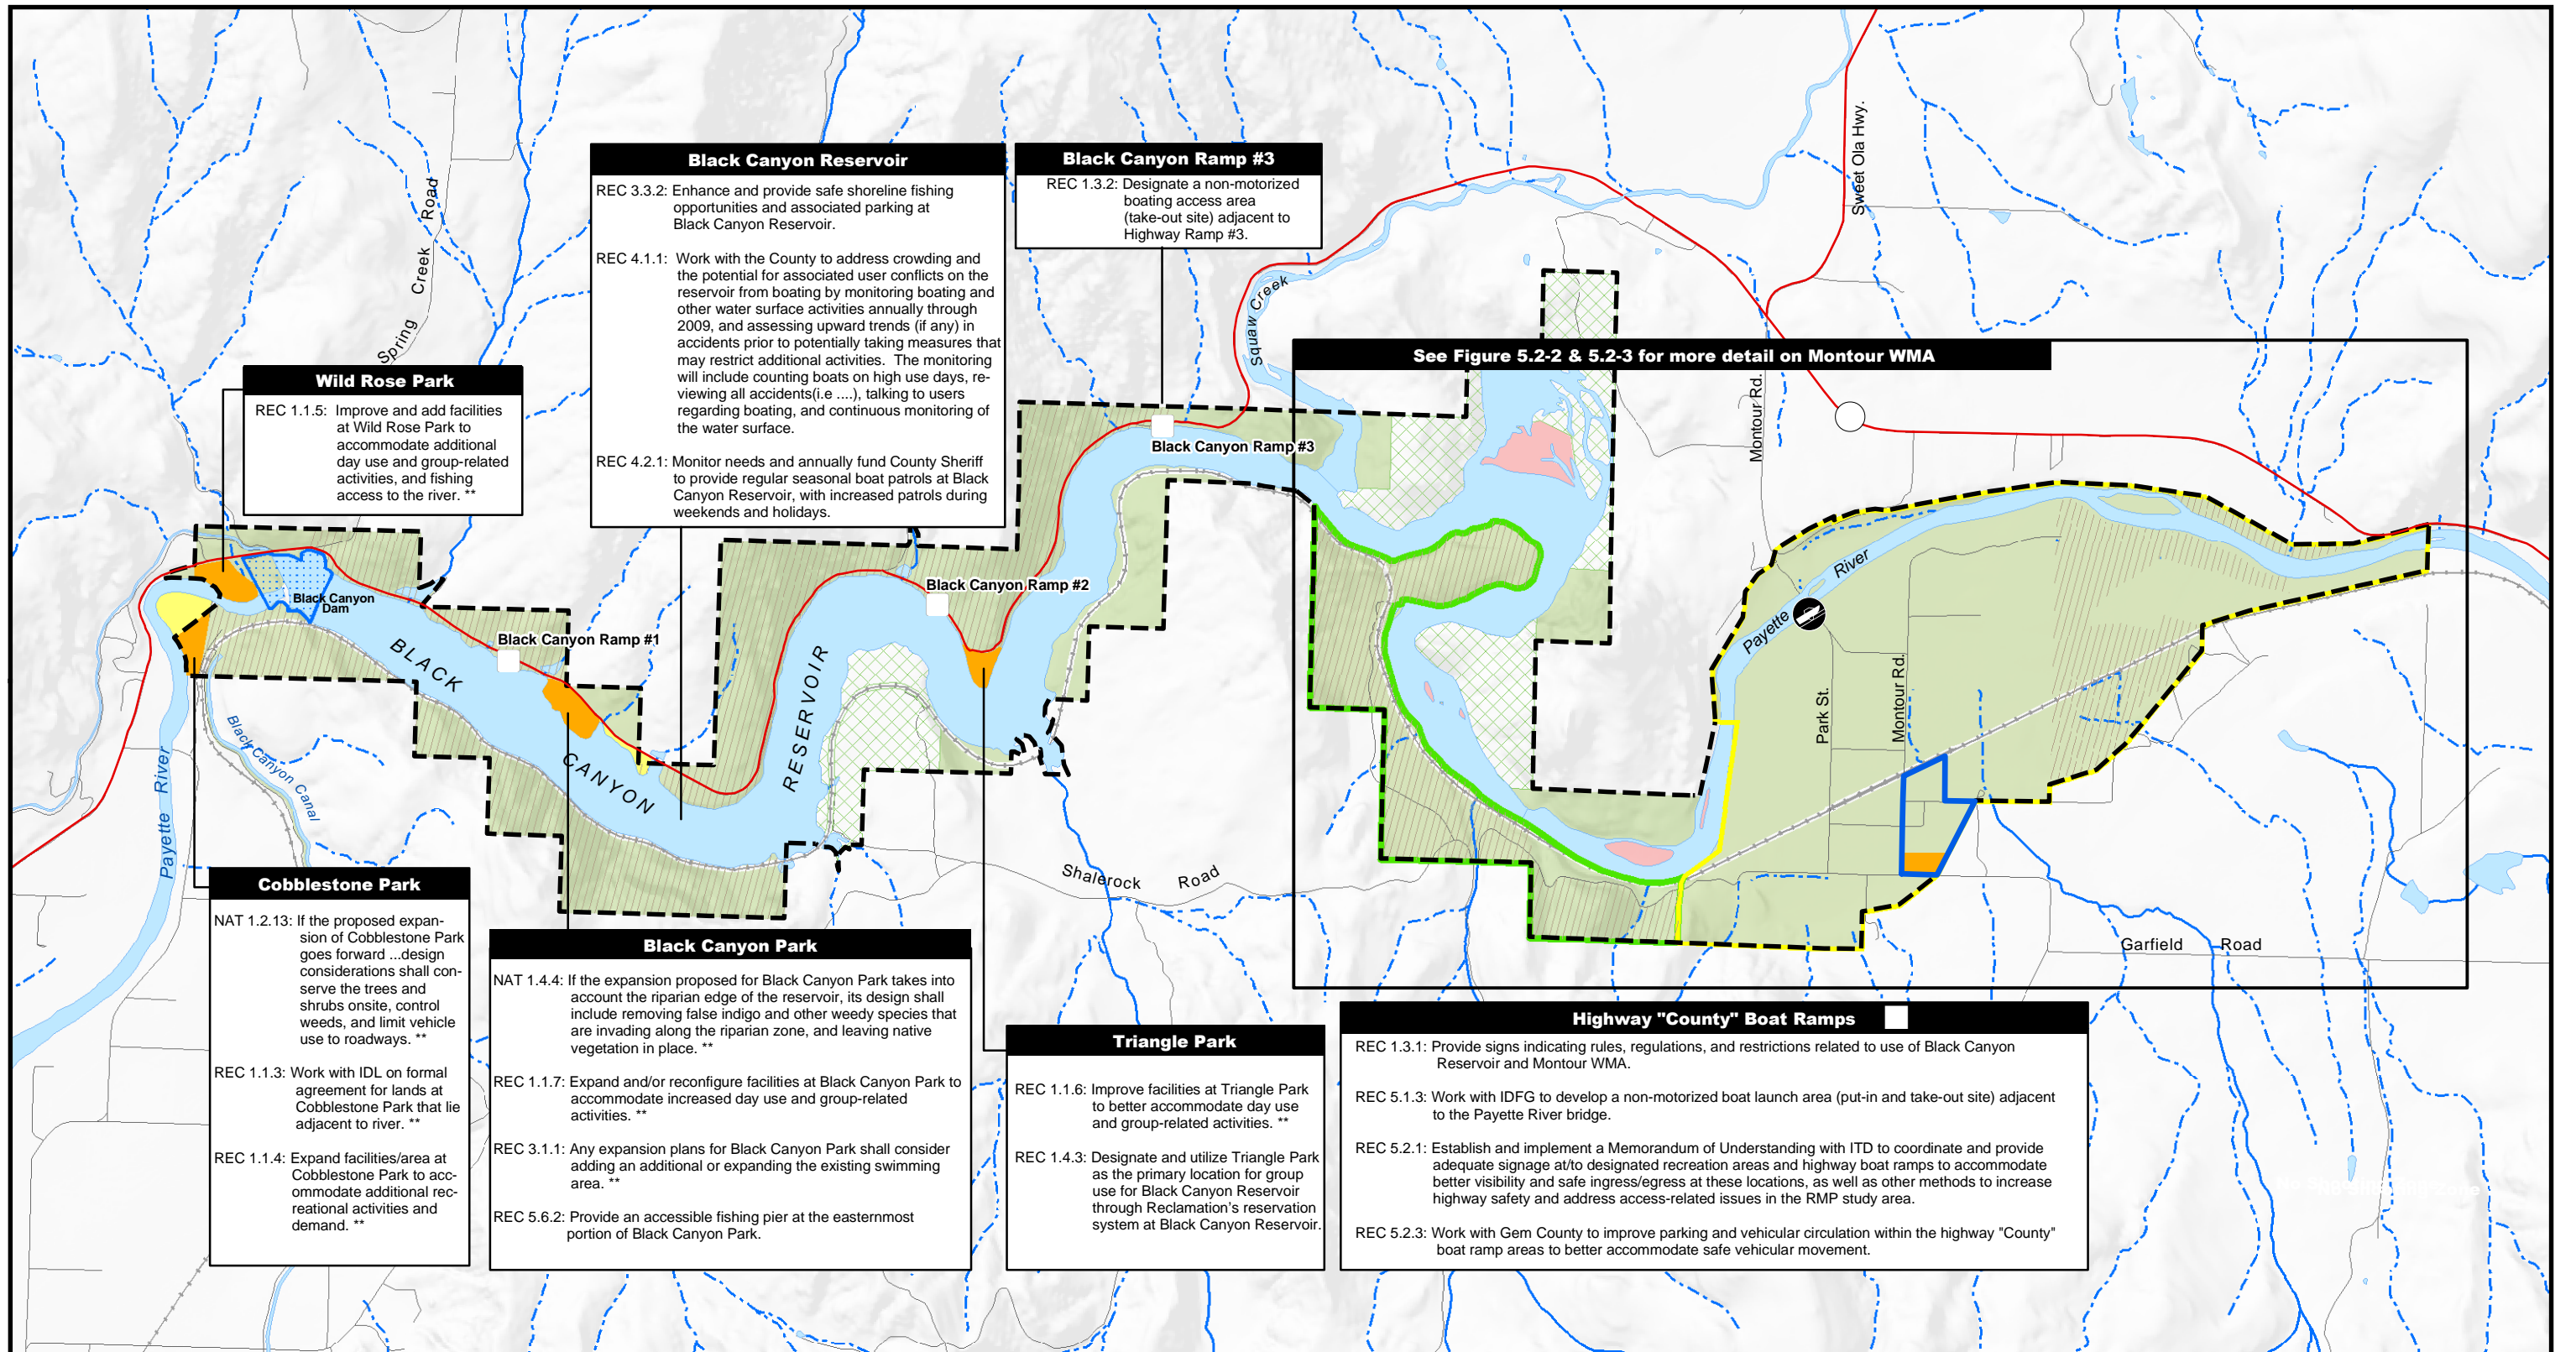 Sweet Ola Hwy.
Spring Creek Road
Black Canyon Reservoir
REC 3.3.2: Enhance and provide safe shoreline fishing
opportunities and associated parking at
Black Canyon Reservoir.
REC 4.1.1: Work with the County to address crowding and
the potential for associated user conflicts on the
reservoir from boating by monitoring boating and
other water surface activities annually through
2009, and assessing upward trends (if any) in
accidents prior to potentially taking measures that
may restrict additional activities. The monitoring
will include counting boats on high use days, re-
viewing all accidents(i.e ....), talking to users
regarding boating, and continuous monitoring of
the water surface.
REC 4.2.1: Monitor needs and annually fund County Sheriff
to provide regular seasonal boat patrols at Black
Canyon Reservoir, with increased patrols during
weekends and holidays.
Black Canyon Ramp #3
REC 1.3.2: Designate a non-motorized
boating access area
(take-out site) adjacent to
Highway Ramp #3.
Squaw Creek
See Figure 5.2-2 & 5.2-3 for more detail on Montour WMA
Montour Rd.
Wild Rose Park
REC 1.1.5: Improve and add facilities
at Wild Rose Park to
accommodate additional
day use and group-related
activities, and fishing
access to the river. **
Black Canyon Ramp #3
Black Canyon Ramp #2
Black Canyon
Dam
Black Canyon Ramp #1
BLACK
CANYON
RESERVOIR
Payette River
Park St.
Montour Rd.
Payette River
Black Canyon Canal
Shalerock Road
Garfield Road
Cobblestone Park
NAT 1.2.13: If the proposed expan-
sion of Cobblestone Park
goes forward ...design
considerations shall con-
serve the trees and
shrubs onsite, control
weeds, and limit vehicle
use to roadways. **
REC 1.1.3: Work with IDL on formal
agreement for lands at
Cobblestone Park that lie
adjacent to river. **
REC 1.1.4: Expand facilities/area at
Cobblestone Park to acc-
ommodate additional rec-
reational activities and
demand. **
Black Canyon Park
NAT 1.4.4: If the expansion proposed for Black Canyon Park takes into
account the riparian edge of the reservoir, its design shall
include removing false indigo and other weedy species that
are invading along the riparian zone, and leaving native
vegetation in place. **
REC 1.1.7: Expand and/or reconfigure facilities at Black Canyon Park to
accommodate increased day use and group-related
activities. **
REC 3.1.1: Any expansion plans for Black Canyon Park shall consider
adding an additional or expanding the existing swimming
area. **
REC 5.6.2: Provide an accessible fishing pier at the easternmost
portion of Black Canyon Park.
Triangle Park
REC 1.1.6: Improve facilities at Triangle Park
to better accommodate day use
and group-related activities. **
REC 1.4.3: Designate and utilize Triangle Park
as the primary location for group
use for Black Canyon Reservoir
through Reclamation's reservation
system at Black Canyon Reservoir.
Highway "County" Boat Ramps
REC 1.3.1: Provide signs indicating rules, regulations, and restrictions related to use of Black Canyon
Reservoir and Montour WMA.
REC 5.1.3: Work with IDFG to develop a non-motorized boat launch area (put-in and take-out site) adjacent
to the Payette River bridge.
REC 5.2.1: Establish and implement a Memorandum of Understanding with ITD to coordinate and provide
adequate signage at/to designated recreation areas and highway boat ramps to accommodate
better visibility and safe ingress/egress at these locations, as well as other methods to increase
highway safety and address access-related issues in the RMP study area.
REC 5.2.3: Work with Gem County to improve parking and vehicular circulation within the highway "County"
boat ramp areas to better accommodate safe vehicular movement.